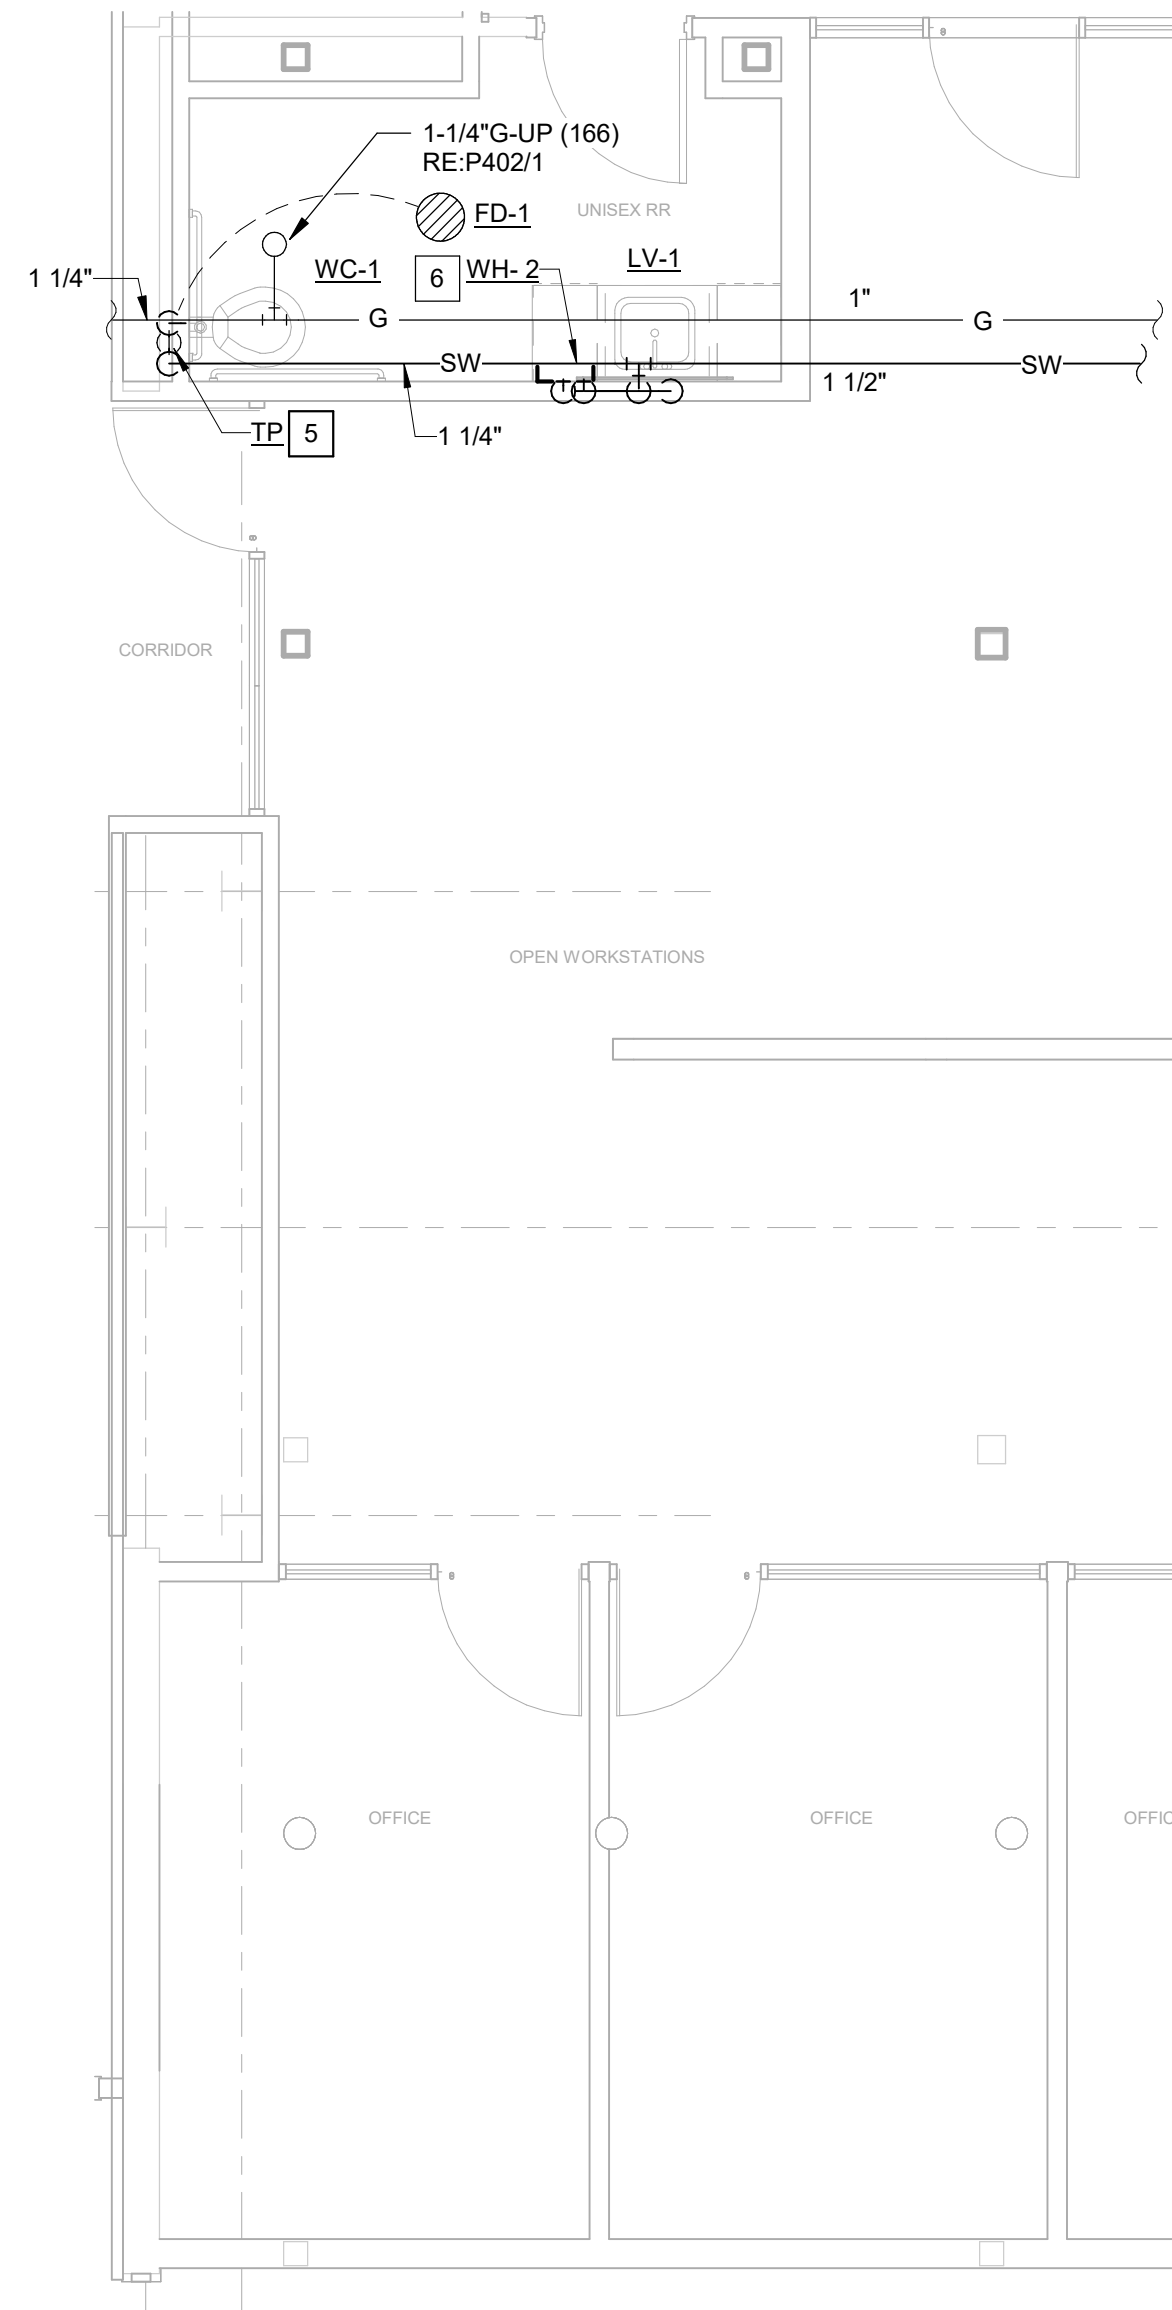 1-1/4"G-UP (166)
RE:P402/1
FD-1
UNISEX RR
WC-1
6
WH- 2
LV-1
1 1/4"
1"
G
G
SW
SW
1 1/2"
TP
5
1 1/4"
CORRIDOR
OPEN WORKSTATIONS
OFFICE
OFFICE
OFFIC